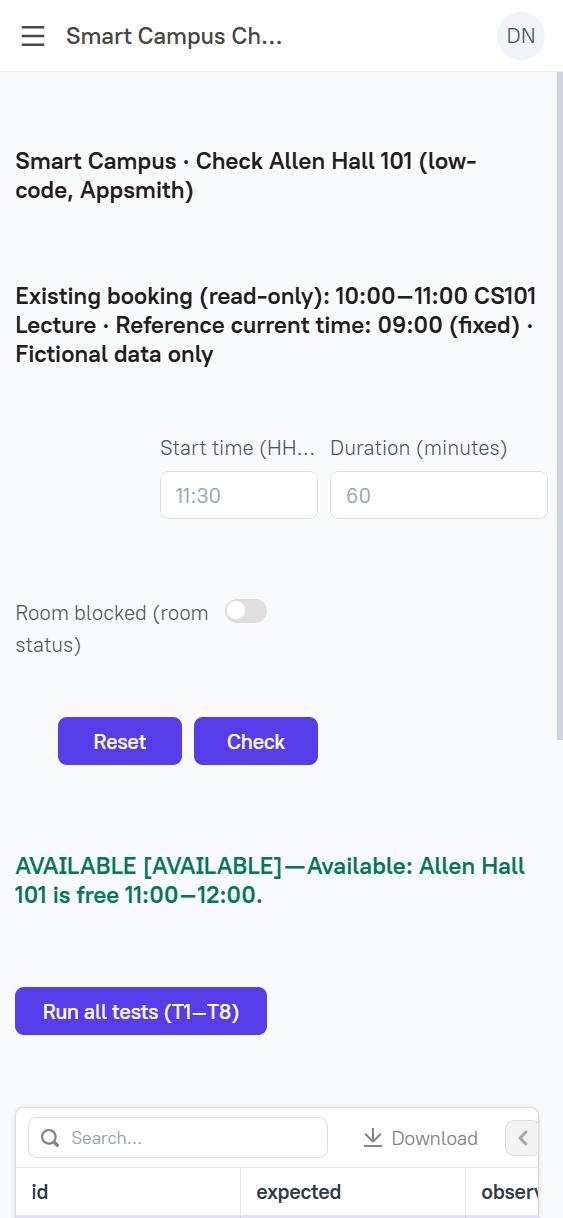 Smart Campus Ch...
DN
Smart Campus · Check Allen Hall 101 (low-
code, Appsmith)
Existing booking (read-only): 10:00–11:00 CS101
Lecture · Reference current time: 09:00 (fixed) ·
Fictional data only
Start time (HH... Duration (minutes)
11:30 60
Room blocked (room
status)
Reset Check
AVAILABLE [AVAILABLE]—Available: Allen Hall
101 is free 11:00–12:00.
Run all tests (T1–T8)
Search... Download
id expected observ